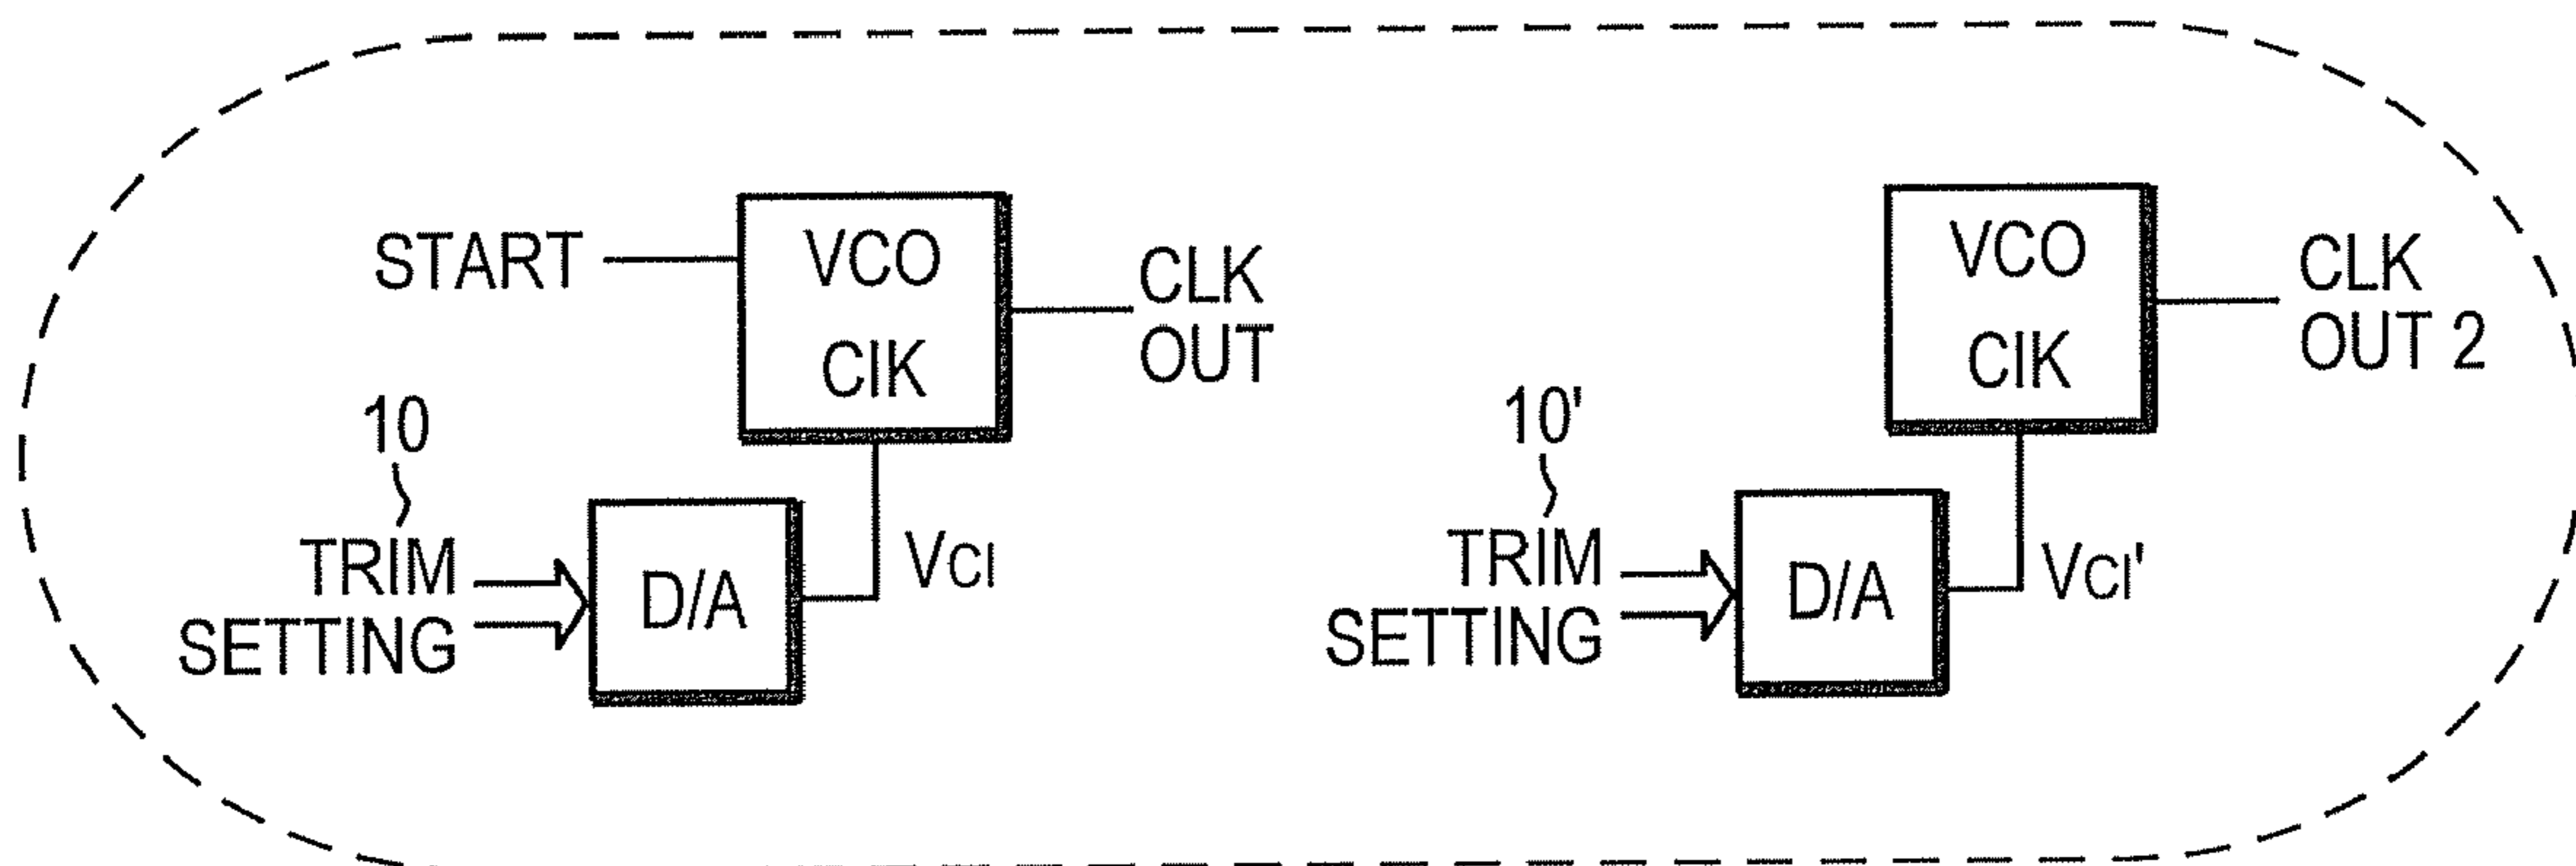 START
VCO
CIK
CLK
OUT
10
TRIM
SETTING
D/A
VCI
VCO
CIK
CLK
OUT 2
10'
TRIM
SETTING
D/A
VCI'